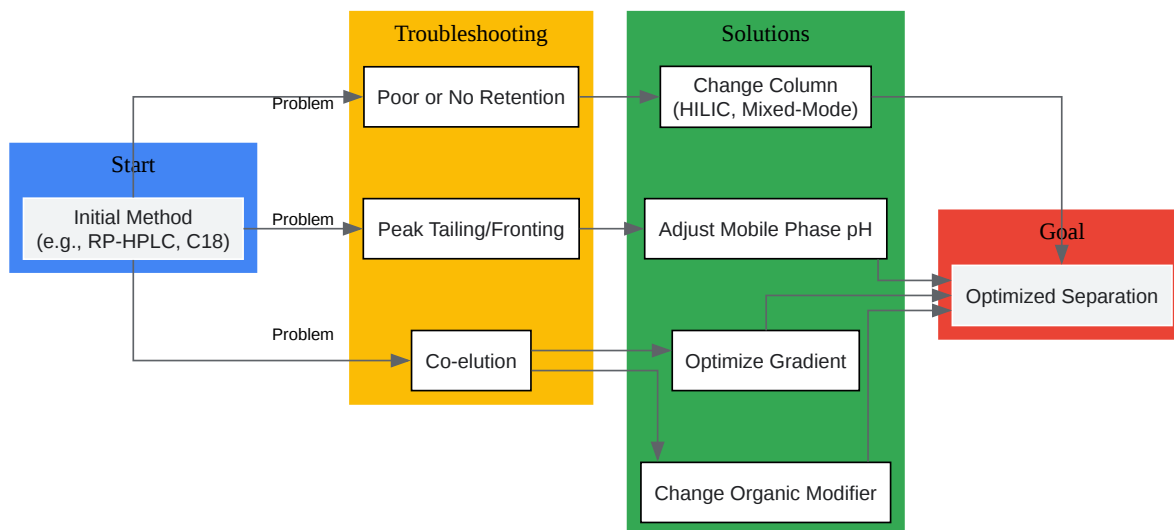 Troubleshooting
Solutions
Problem
Poor or No Retention
Change Column
(HILIC, Mixed-Mode)
Start
Initial Method
(e.g., RP-HPLC, C18)
Problem
Peak Tailing/Fronting
Adjust Mobile Phase pH
Goal
Optimized Separation
Problem
Co-elution
Optimize Gradient
Change Organic Modifier